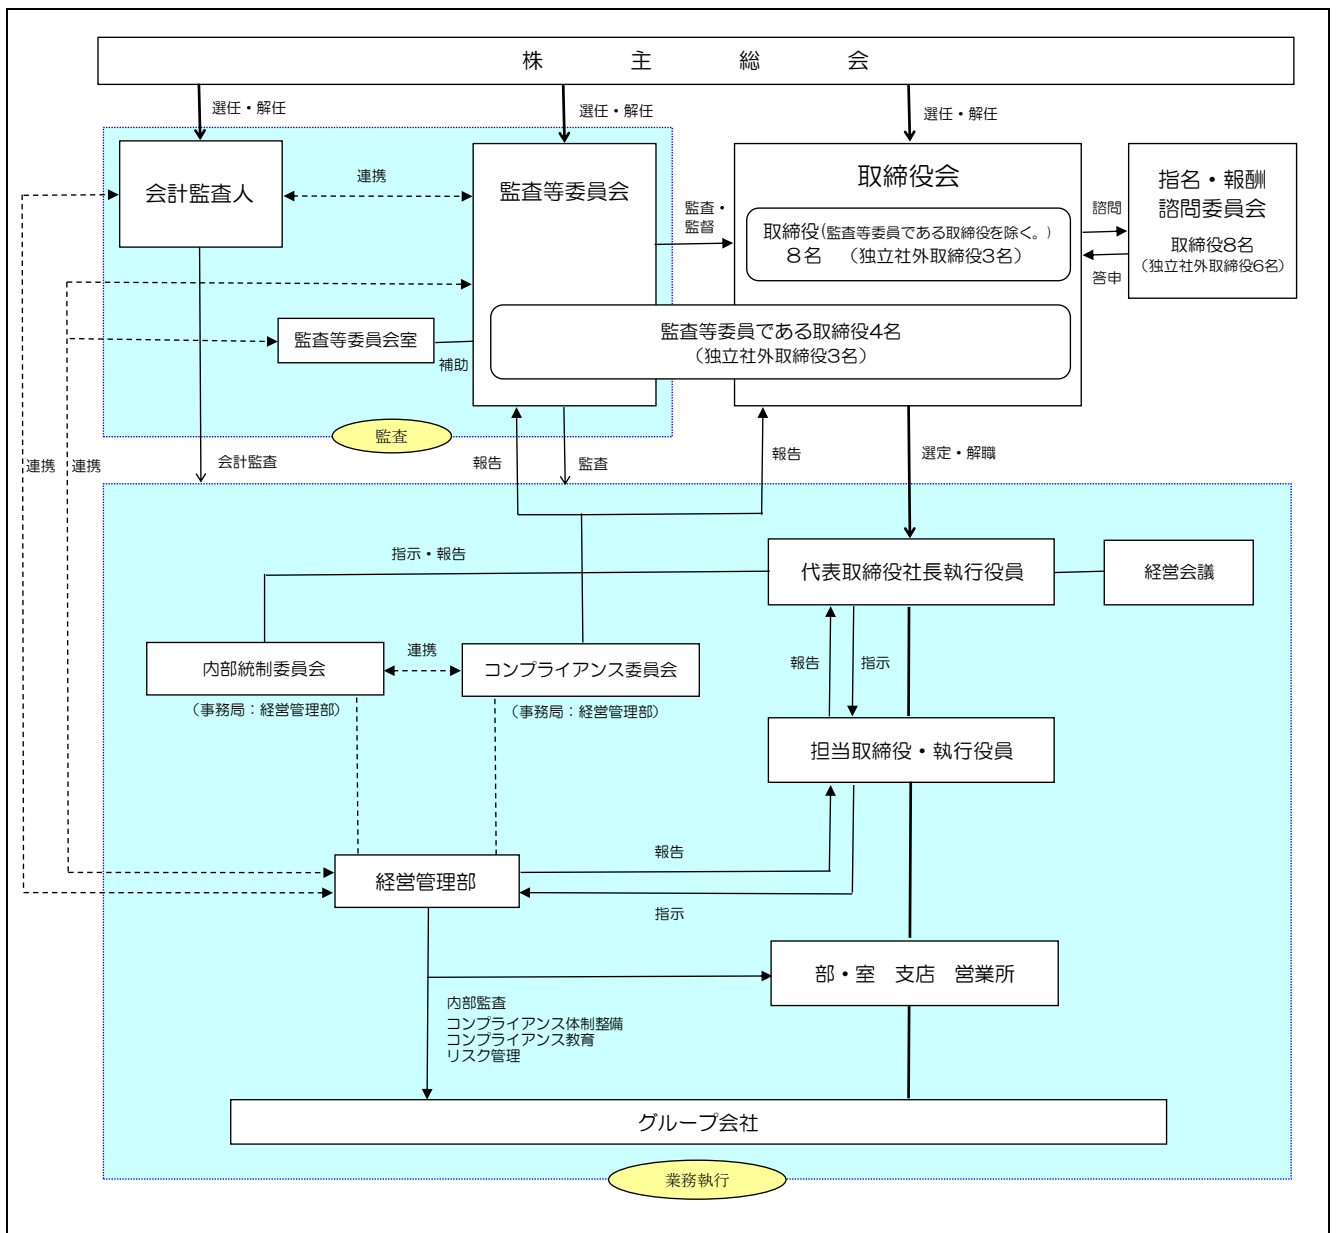 株主総会
選任・解任
選任・解任
選任・解任
会計監査人
連携
監査等委員会
監査・
監督
取締役会
取締役(監査等委員である取締役を除く。)
8名 (独立社外取締役3名)
諮問
答申
指名・報酬
諮問委員会
取締役8名
(独立社外取締役6名)
監査等委員会室
補助
監査等委員である取締役4名
(独立社外取締役3名)
監査
連携
連携
会計監査
報告
監査
報告
選定・解職
指示・報告
代表取締役社長執行役員
経営会議
内部統制委員会
連携
コンプライアンス委員会
(事務局:経営管理部)
(事務局:経営管理部)
報告
指示
担当取締役・執行役員
報告
経営管理部
指示
部・室 支店 営業所
内部監査
コンプライアンス体制整備
コンプライアンス教育
リスク管理
グループ会社
業務執行